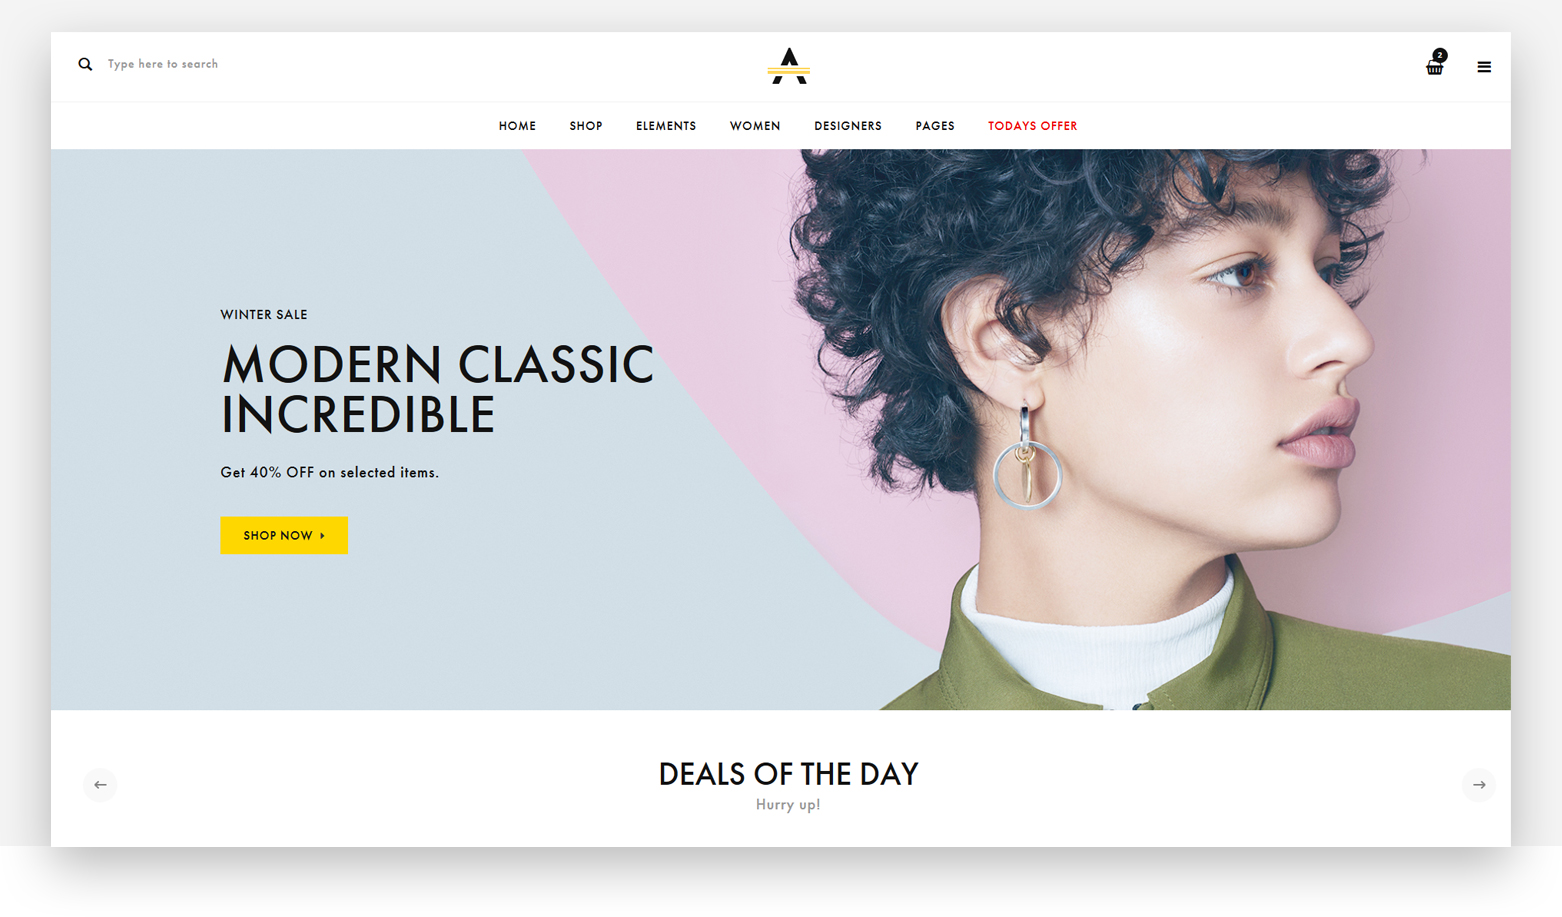 Type here to search
A
2
HOME SHOP ELEMENTS WOMEN DESIGNERS PAGES TODAYS OFFER
WINTER SALE
MODERN CLASSIC
INCREDIBLE
Get 40% OFF on selected items.
SHOP NOW
DEALS OF THE DAY
Hurry up!